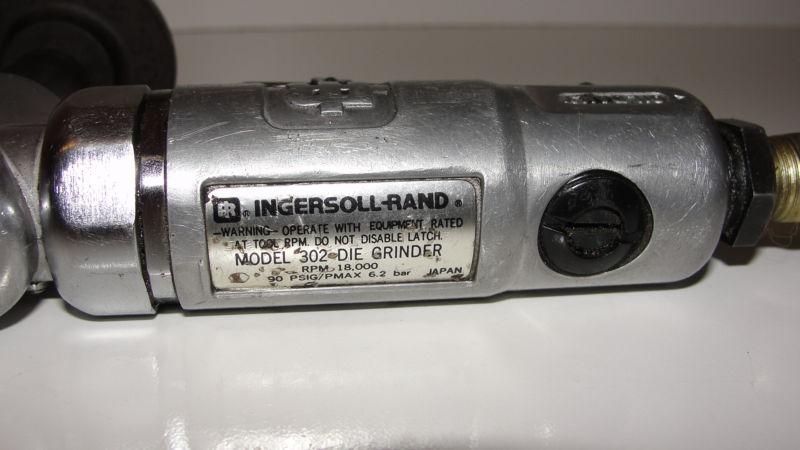 IR® INGERSOLL-RAND®
-WARNING- OPERATE WITH EQUIPMENT RATED
AT TOOL RPM. DO NOT DISABLE LATCH.
MODEL 302 DIE GRINDER
RPM 18,000
90 PSIG/PMAX 6.2 bar JAPAN